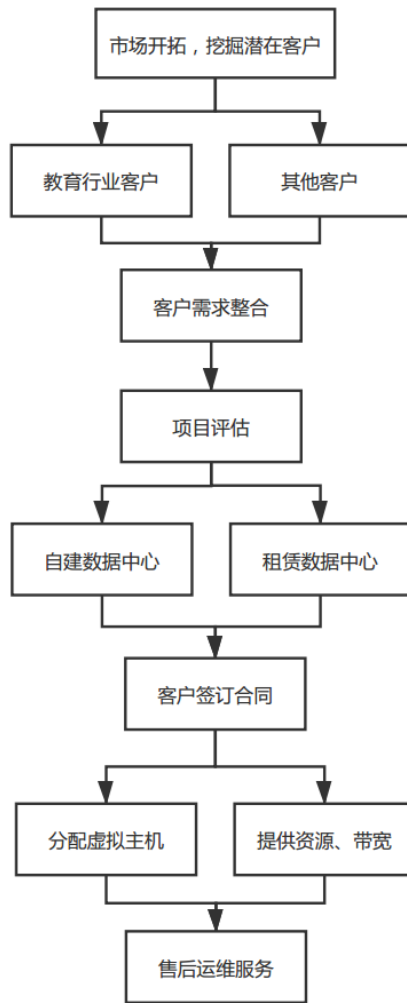 市场开拓，挖掘潜在客户
教育行业客户
其他客户
客户需求整合
项目评估
自建数据中心
租赁数据中心
客户签订合同
分配虚拟主机
提供资源、带宽
售后运维服务